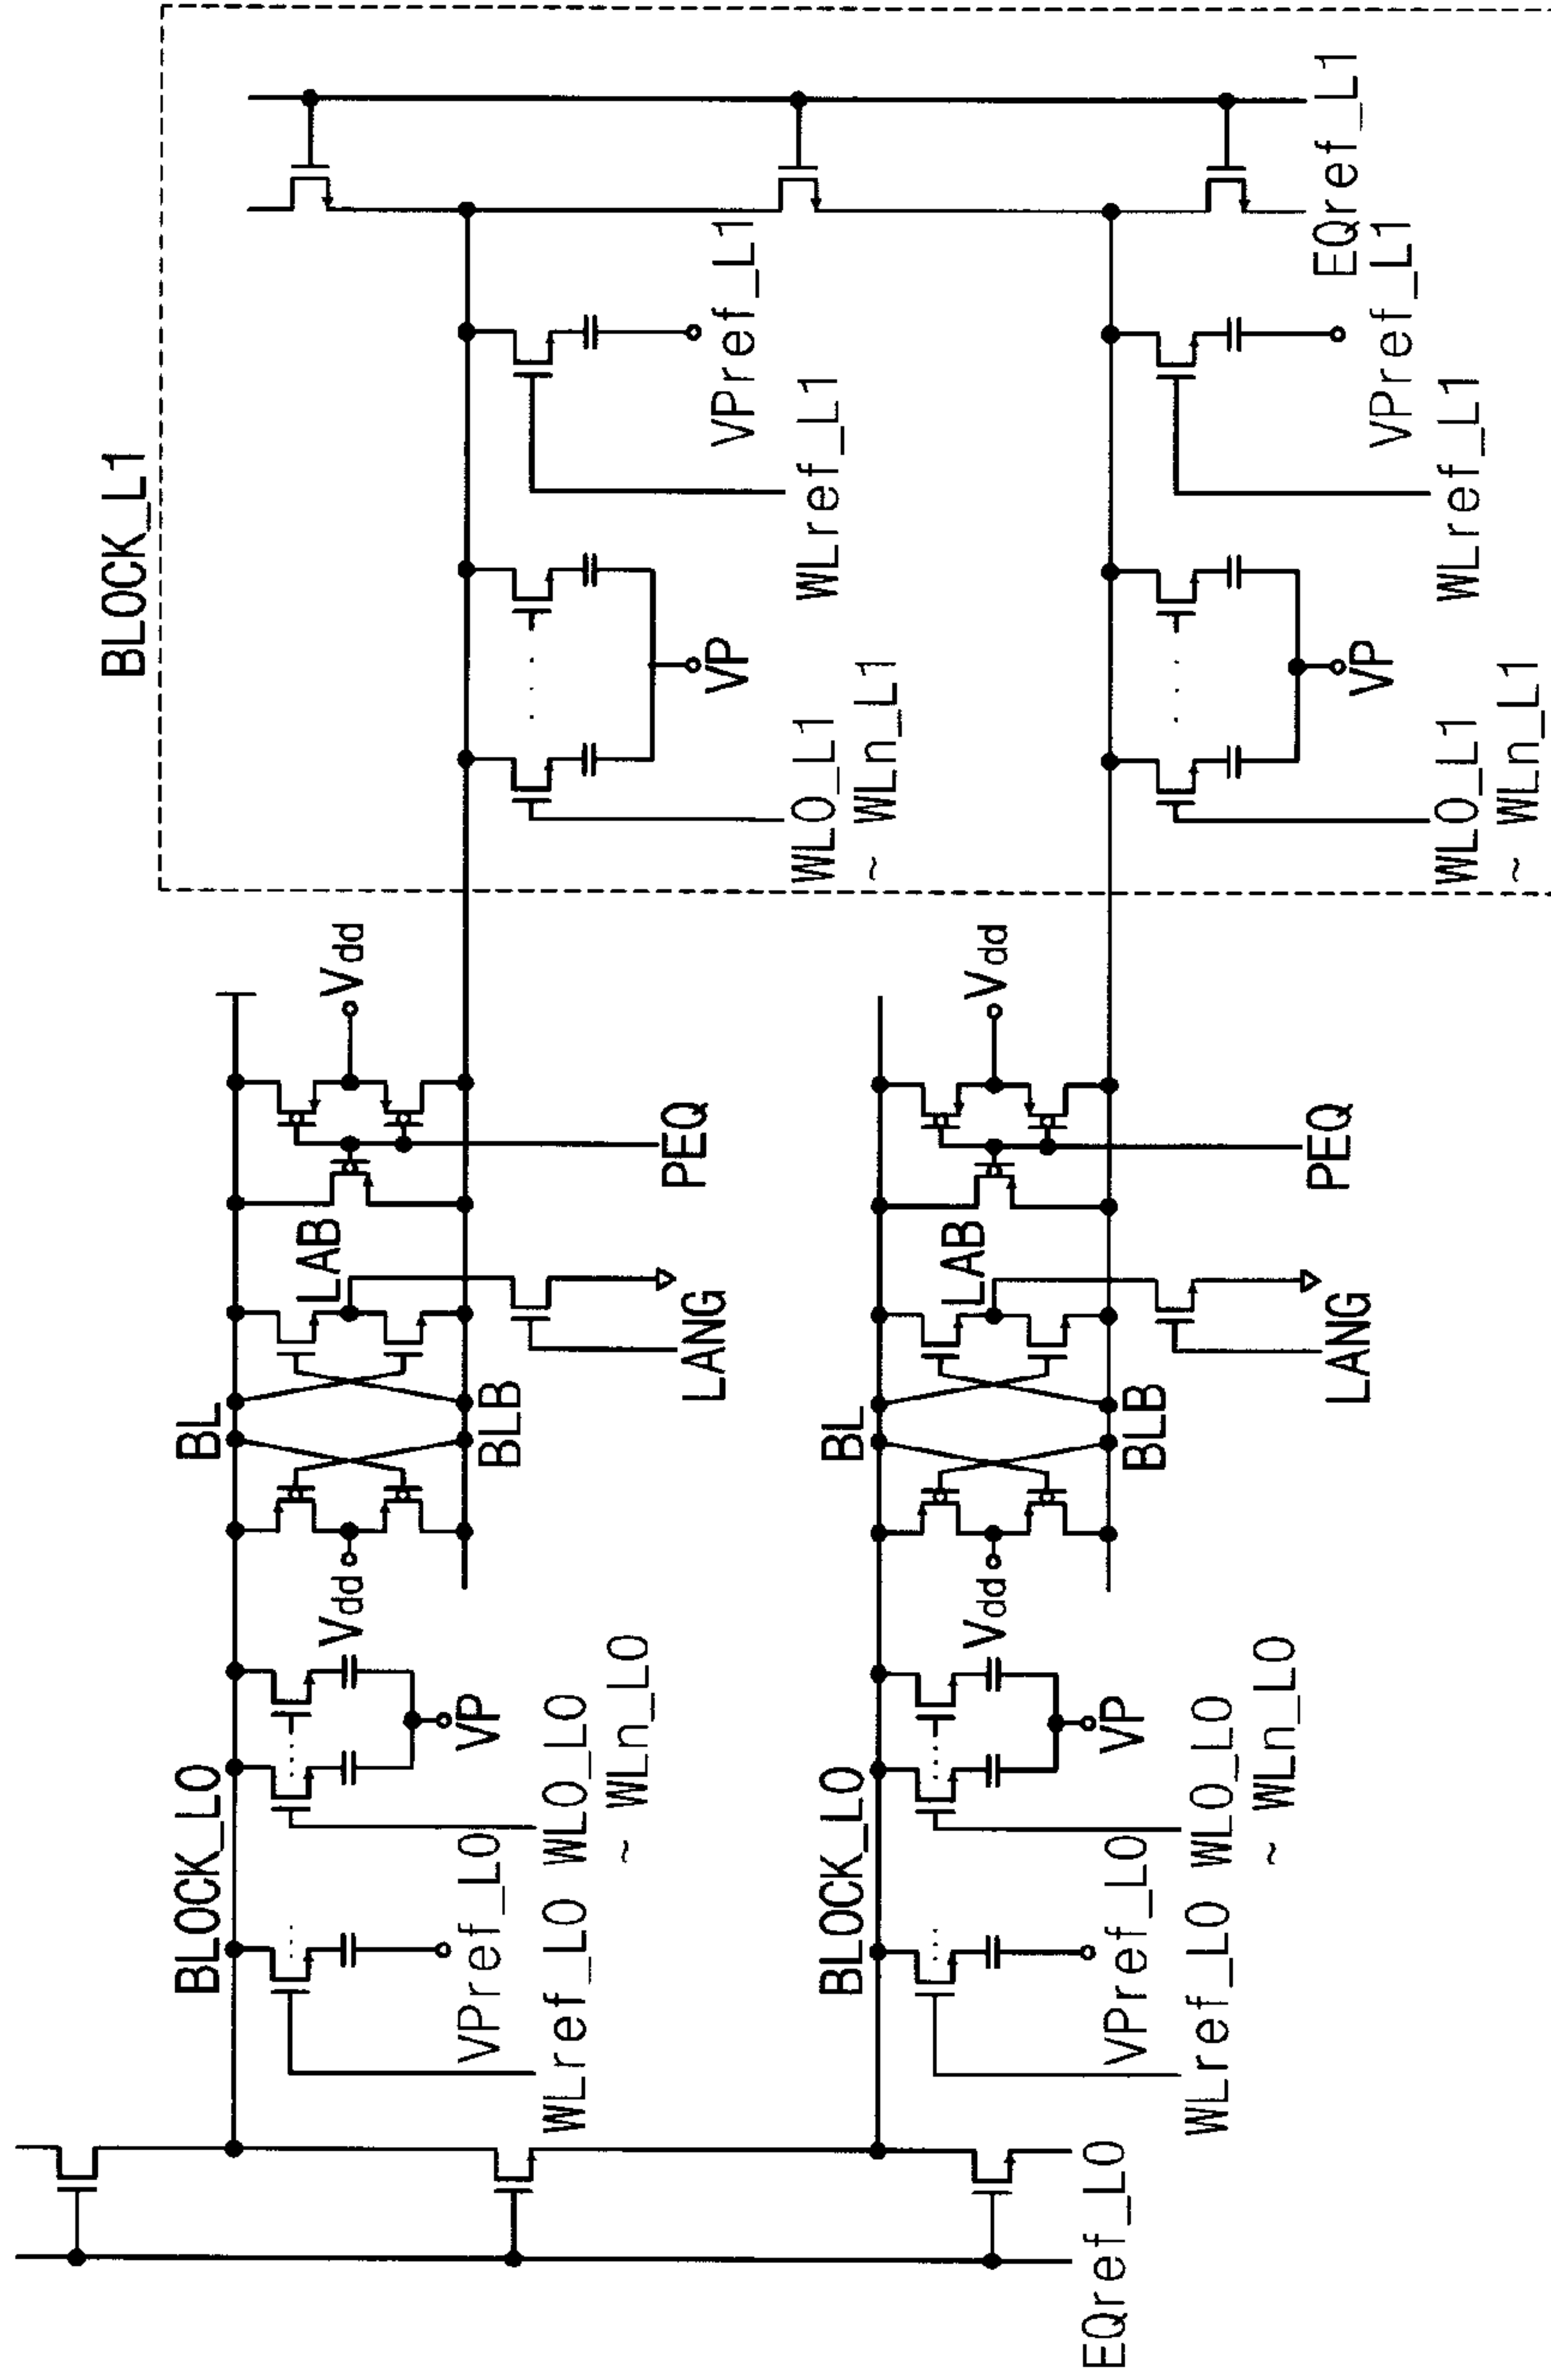 BLOCK_L1
EQref_L1
VPref_L1
WLref_L1
VP
WL0_L1
~ WLn_L1
VPref_L1
WLref_L1
VP
WL0_L1
~ WLn_L1
Vdd
PEQ
LAB
LANG
BL
BLB
Vdd
BLOCK_L0
VP
WL0_L0
~ WLn_L0
VPref_L0
WLref_L0
Vdd
PEQ
LAB
LANG
BL
BLB
Vdd
BLOCK_L0
VP
WL0_L0
~ WLn_L0
VPref_L0
WLref_L0
EQref_L0